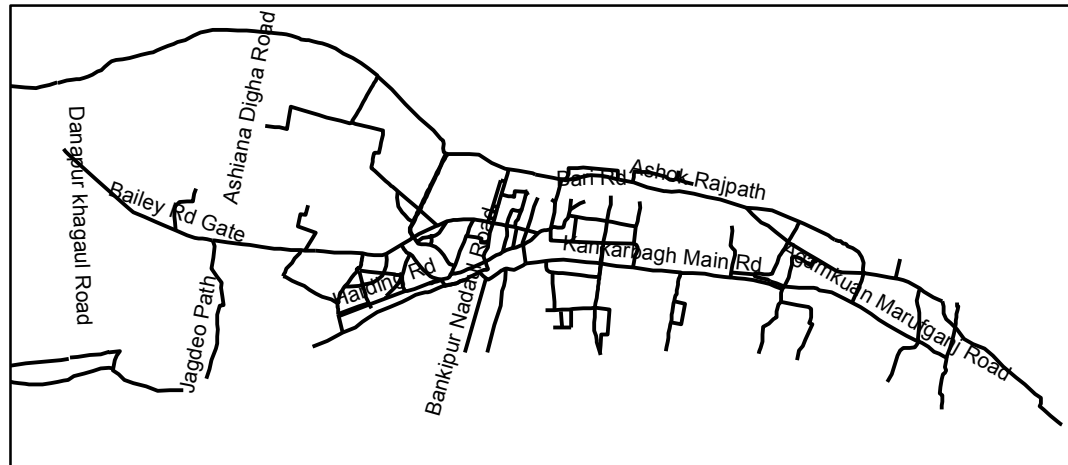 Danapur khagaul Road
Bailey Rd Gate
Ashiana Digha Road
Jagdeo Path
Harding Rd
Bankipur Nadaul Road
Bari Rd
Ashok Rajpath
Kankarbagh Main Rd
Agamkuan Marufganj Road